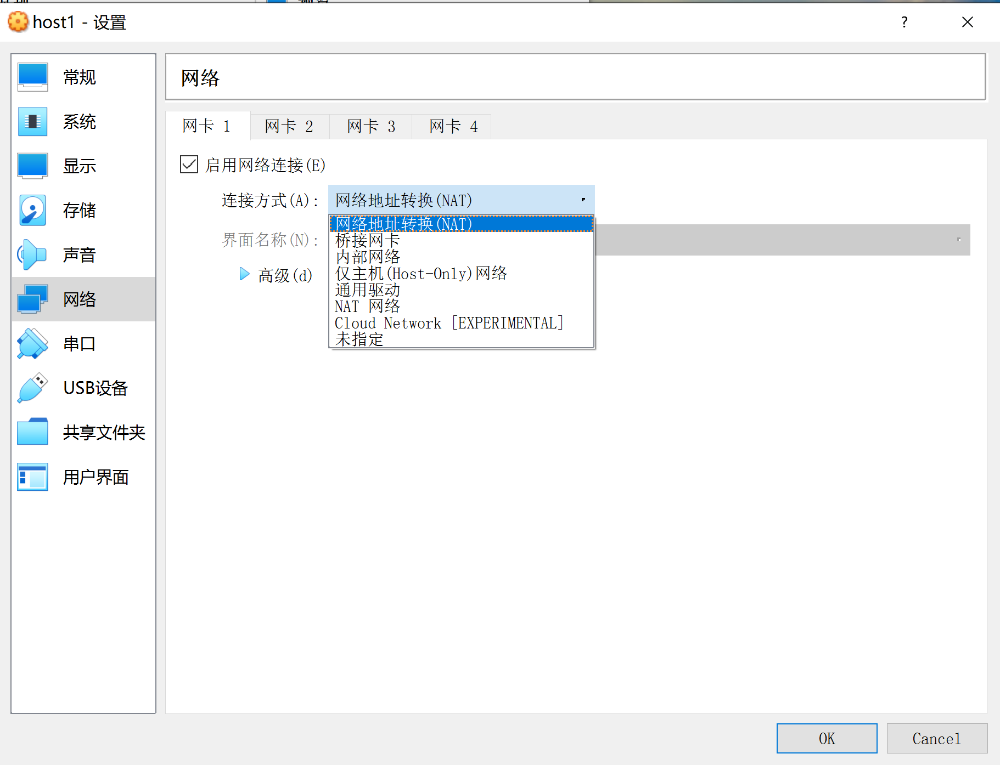 host1 - 设置
?
常规
系统
显示
存储
声音
网络
串口
USB设备
共享文件夹
用户界面
网络
网卡 1
网卡 2
网卡 3
网卡 4
启用网络连接(E)
连接方式(A):
网络地址转换(NAT)
网络地址转换(NAT)
桥接网卡
内部网络
仅主机(Host-Only)网络
通用驱动
NAT 网络
Cloud Network [EXPERIMENTAL]
未指定
界面名称(N):
高级(d)
OK
Cancel